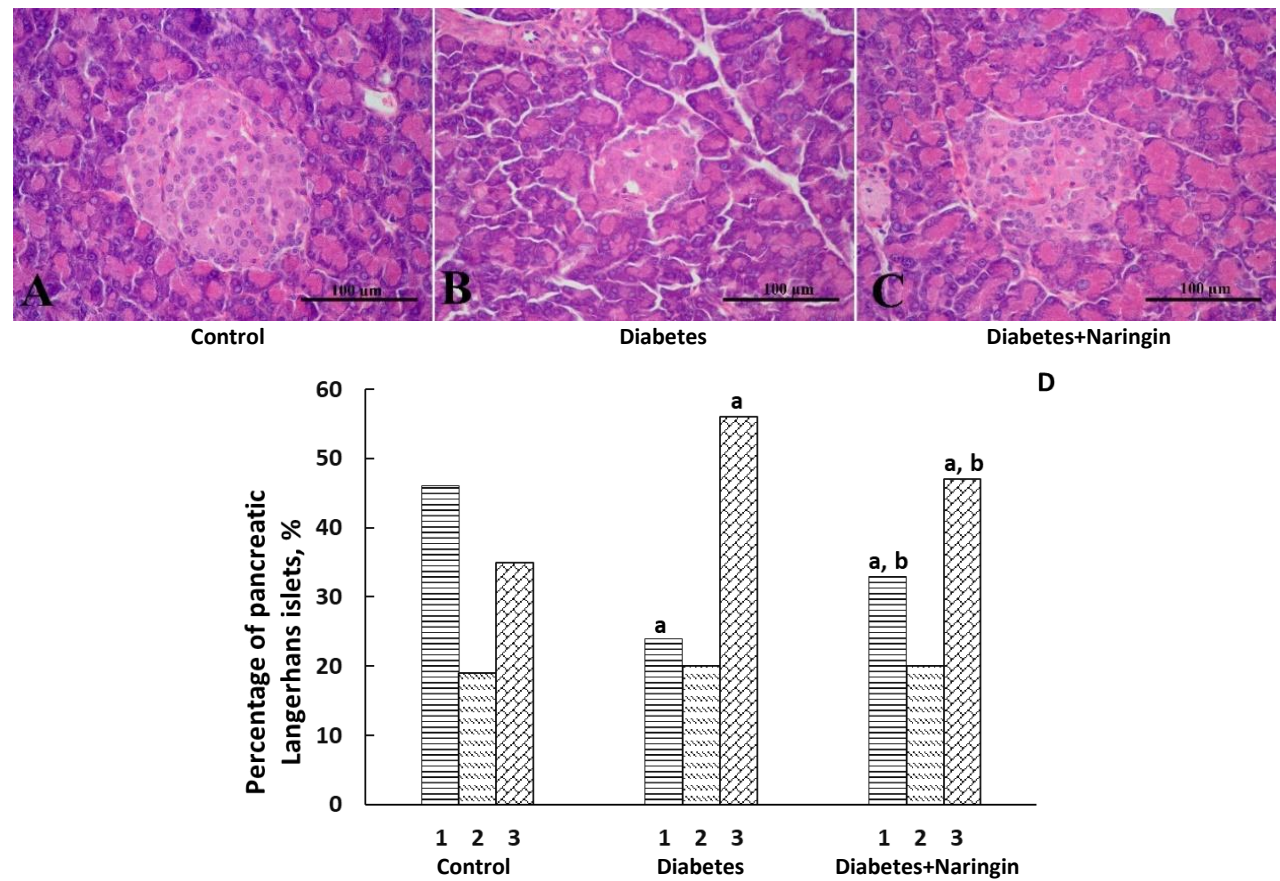 A 100 µm
B 100 µm
C 100 µm
Control Diabetes Diabetes+Naringin
D
Percentage of pancreatic
Langerhans islets, %
60
50
40
30
20
10
0
a
a
a, b
a, b
1 2 3 1 2 3 1 2 3
Control Diabetes Diabetes+Naringin